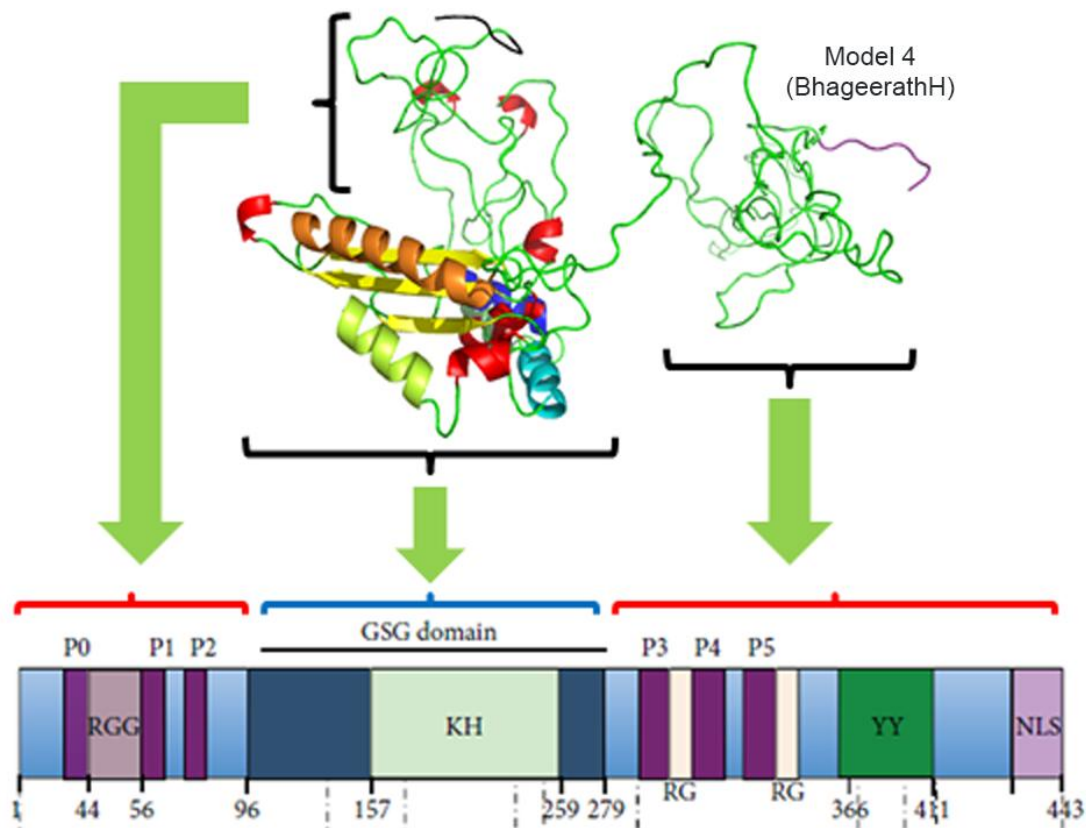 Model 4
(BhageerathH)
GSG domain
P0 P1 P2 P3 P4 P5
RGG KH YY NLS
RG RG
1 44 56 96 157 259 279 366 411 443